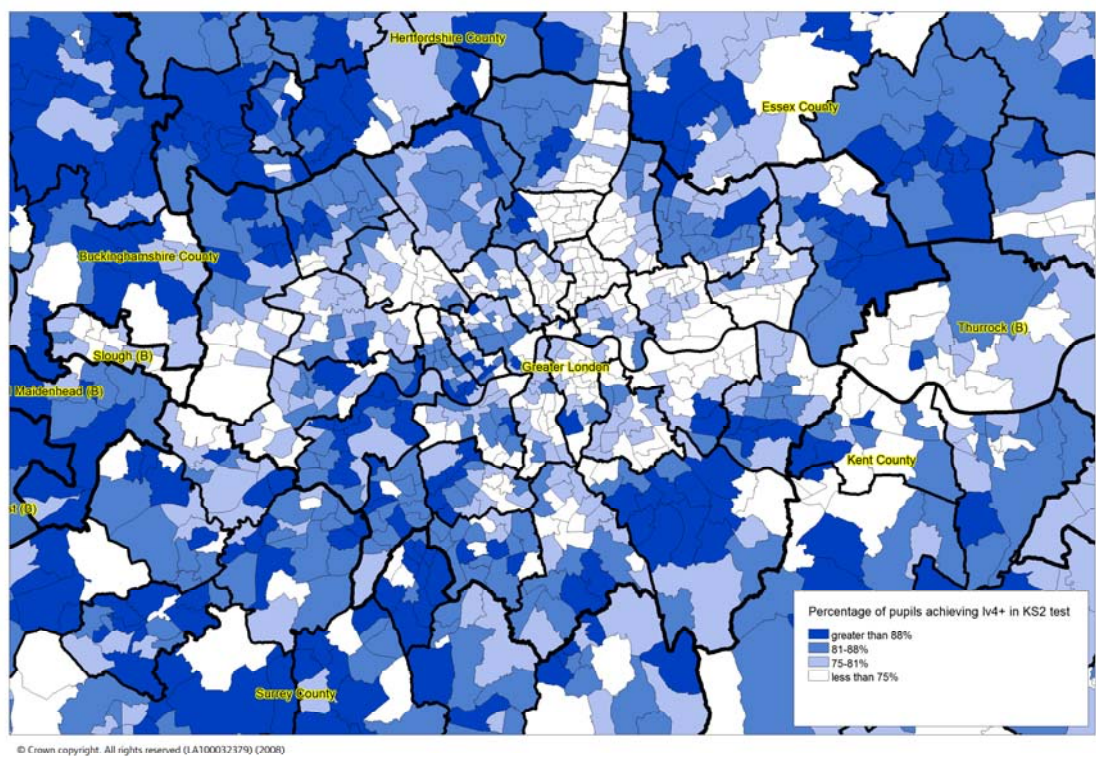 Hertfordshire County
Essex County
Buckinghamshire County
Thurrock (B)
Slough (B)
Greater London
Maidenhead (B)
Kent County
Surrey County
Percentage of pupils achieving lv4+ in KS2 test
greater than 88%
81-88%
75-81%
less than 75%
© Crown copyright. All rights reserved (LA100032379) (2008)